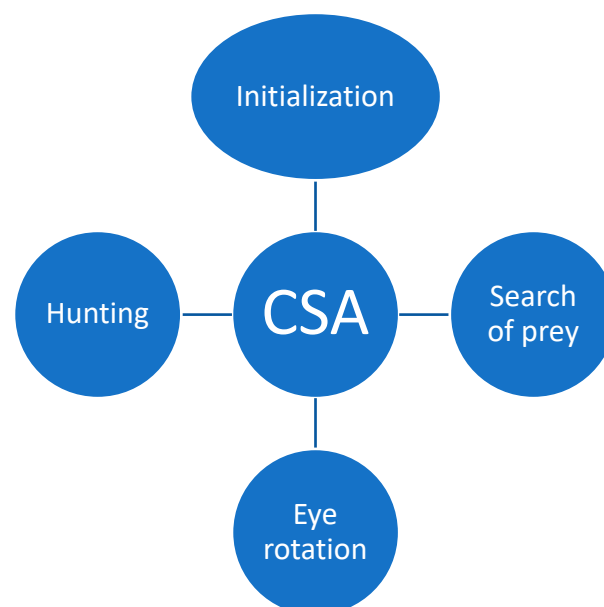 Initialization
Hunting
CSA
Search
of prey
Eye
rotation